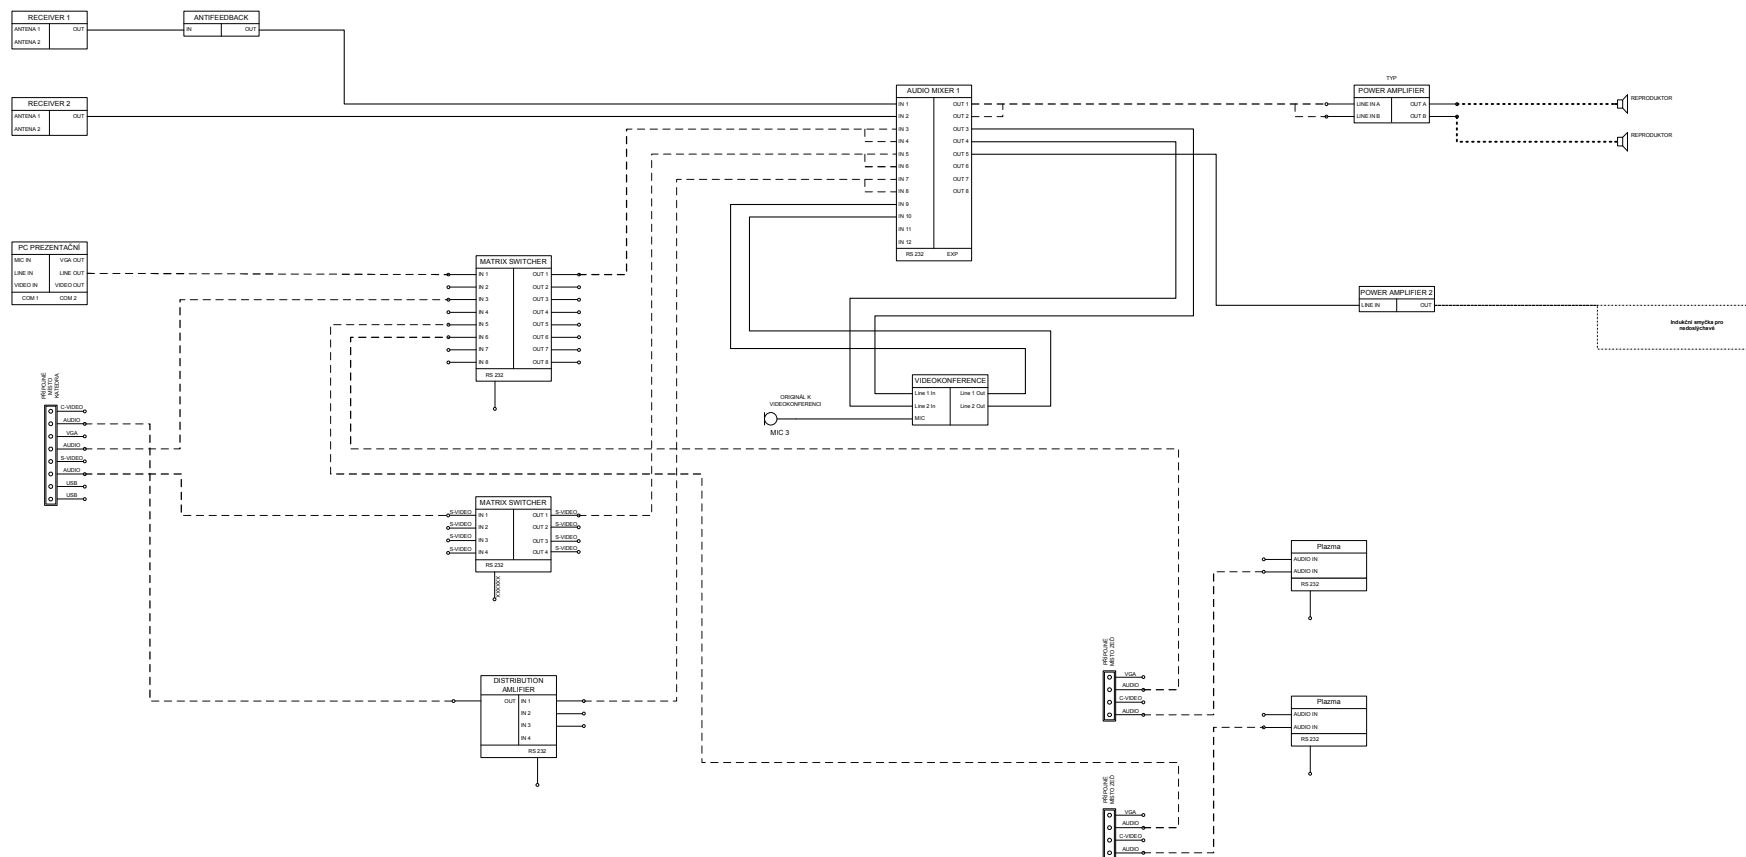 RECEIVER 1
ANTENA 1
OUT
ANTENA 2
ANTIFEEDBACK
IN
OUT
RECEIVER 2
ANTENA 1
OUT
ANTENA 2
AUDIO MIXER 1
IN 1
OUT 1
IN 2
OUT 2
IN 3
OUT 3
IN 4
OUT 4
IN 5
OUT 5
IN 6
OUT 6
IN 7
OUT 7
IN 8
OUT 8
IN 9
IN 10
IN 11
IN 12
RS 232
EXP
TYP
POWER AMPLIFIER
LINE IN A
OUT A
LINE IN B
OUT B
REPRODUKTOR
REPRODUKTOR
PC PREZENTAČNÍ
MIC IN
VGA OUT
LINE IN
LINE OUT
VIDEO IN
VIDEO OUT
COM 1
COM 2
MATRIX SWITCHER
IN 1
OUT 1
IN 2
OUT 2
IN 3
OUT 3
IN 4
OUT 4
IN 5
OUT 5
IN 6
OUT 6
IN 7
OUT 7
IN 8
OUT 8
RS 232
POWER AMPLIFIER 2
LINE IN
OUT
Indukční smyčka pro
nedoslýchavé
PŘÍPOJNÉ
MÍSTO
KATEDRA
C-VIDEO
AUDIO
VGA
AUDIO
S-VIDEO
AUDIO
USB
USB
VIDEOKONFERENCE
Line 1 In
Line 1 Out
Line 2 In
Line 2 Out
MIC
ORIGINÁL K
VIDEOKONFERENCI
MIC 3
MATRIX SWITCHER
S-VIDEO
IN 1
OUT 1
S-VIDEO
S-VIDEO
IN 2
OUT 2
S-VIDEO
S-VIDEO
IN 3
OUT 3
S-VIDEO
S-VIDEO
IN 4
OUT 4
S-VIDEO
RS 232
XXXXXX
Plazma
AUDIO IN
AUDIO IN
RS 232
DISTRIBUTION
AMLIFIER
OUT
IN 1
IN 2
IN 3
IN 4
RS 232
PŘÍPOJNÉ
MÍSTO ZEĎ
VGA
AUDIO
C-VIDEO
AUDIO
Plazma
AUDIO IN
AUDIO IN
RS 232
PŘÍPOJNÉ
MÍSTO ZEĎ
VGA
AUDIO
C-VIDEO
AUDIO